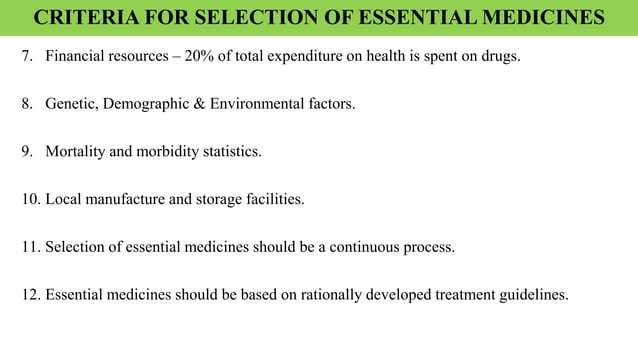 CRITERIA FOR SELECTION OF ESSENTIAL MEDICINES
7. Financial resources – 20% of total expenditure on health is spent on drugs.
8. Genetic, Demographic & Environmental factors.
9. Mortality and morbidity statistics.
10. Local manufacture and storage facilities.
11. Selection of essential medicines should be a continuous process.
12. Essential medicines should be based on rationally developed treatment guidelines.